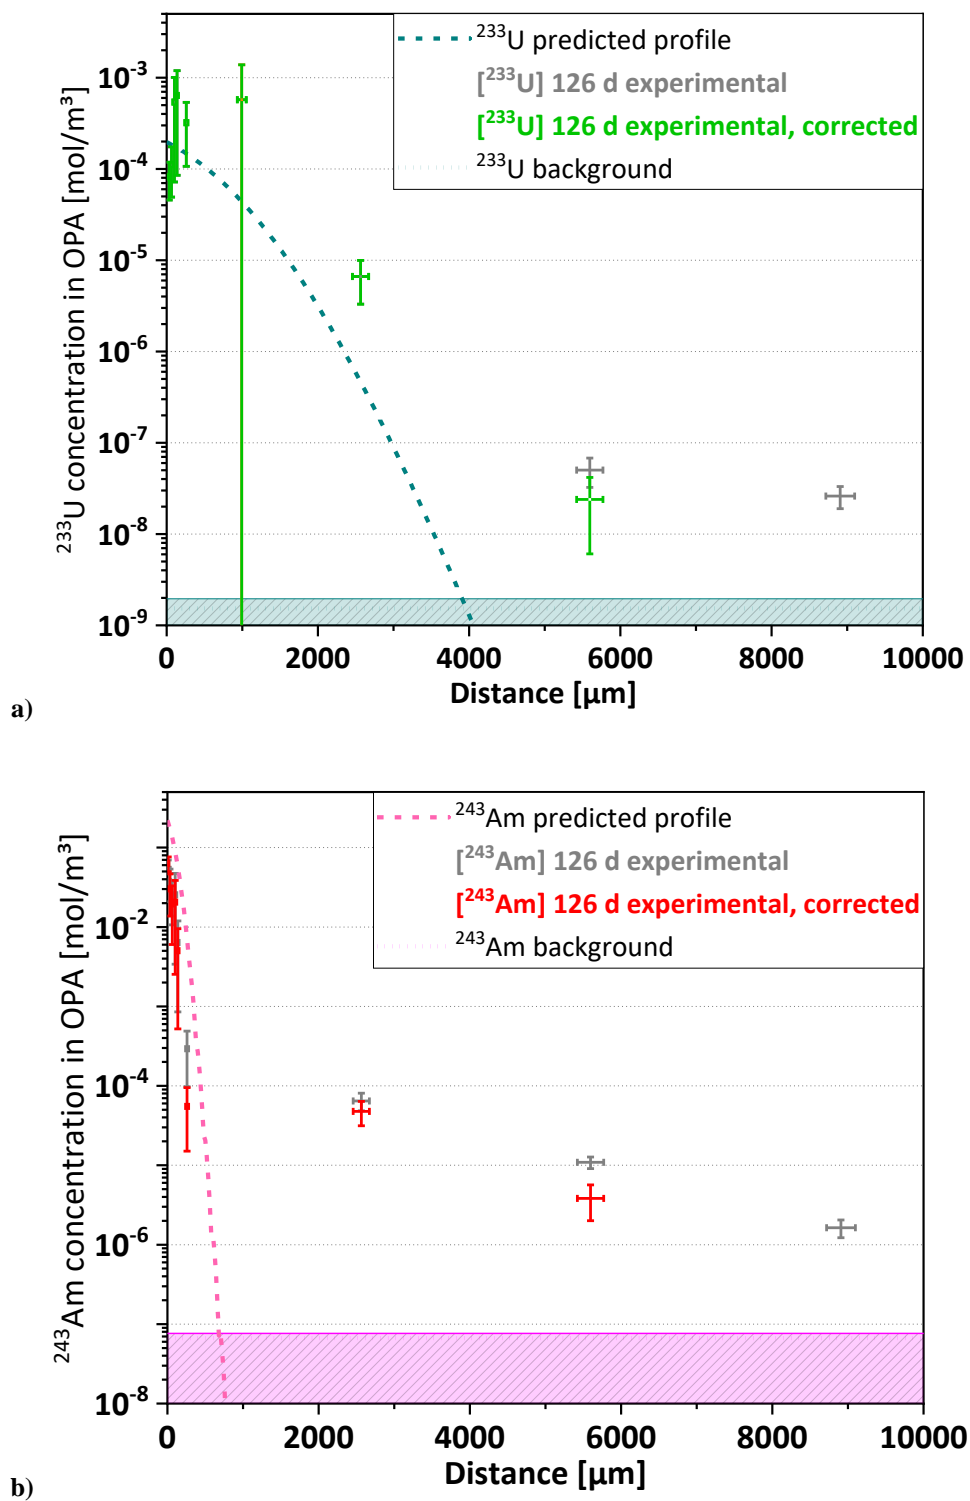 ²³³U predicted profile
[²³³U] 126 d experimental
[²³³U] 126 d experimental, corrected
²³³U background
²³³U concentration in OPA [mol/m³]
10⁻³
10⁻⁴
10⁻⁵
10⁻⁶
10⁻⁷
10⁻⁸
10⁻⁹
0 2000 4000 6000 8000 10000
Distance [µm]
a)
²⁴³Am predicted profile
[²⁴³Am] 126 d experimental
[²⁴³Am] 126 d experimental, corrected
²⁴³Am background
²⁴³Am concentration in OPA [mol/m³]
10⁻²
10⁻⁴
10⁻⁶
10⁻⁸
0 2000 4000 6000 8000 10000
Distance [µm]
b)